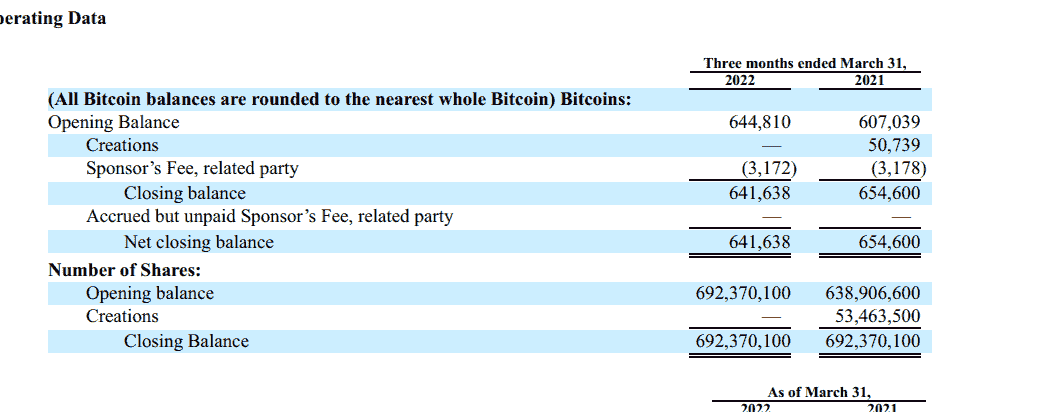 perating Data
Three months ended March 31,
2022 2021
(All Bitcoin balances are rounded to the nearest whole Bitcoin) Bitcoins:
Opening Balance 644,810 607,039
Creations — 50,739
Sponsor’s Fee, related party (3,172) (3,178)
Closing balance 641,638 654,600
Accrued but unpaid Sponsor’s Fee, related party — —
Net closing balance 641,638 654,600
Number of Shares:
Opening balance 692,370,100 638,906,600
Creations — 53,463,500
Closing Balance 692,370,100 692,370,100
As of March 31,
2022 2021